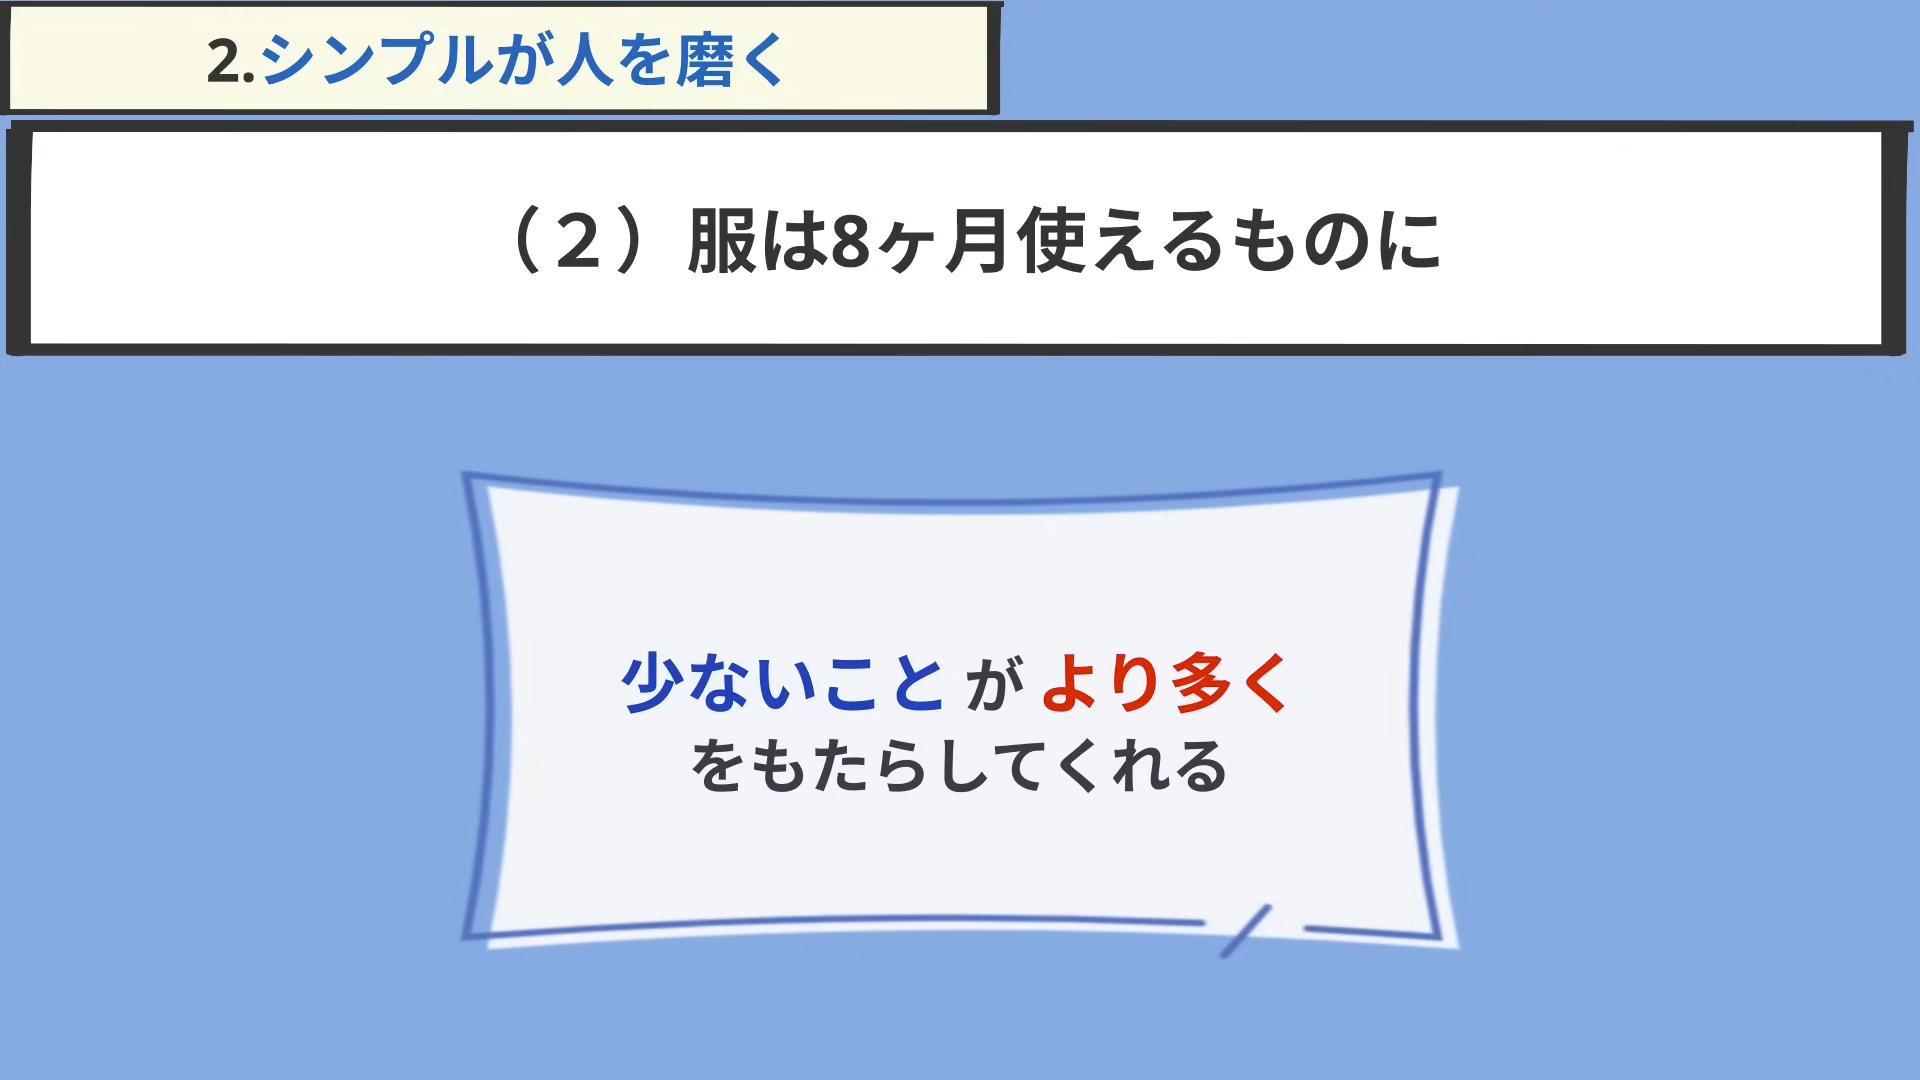 2.シンプルが人を磨く
（２）服は8ヶ月使えるものに
少ないこと が より多く
をもたらしてくれる